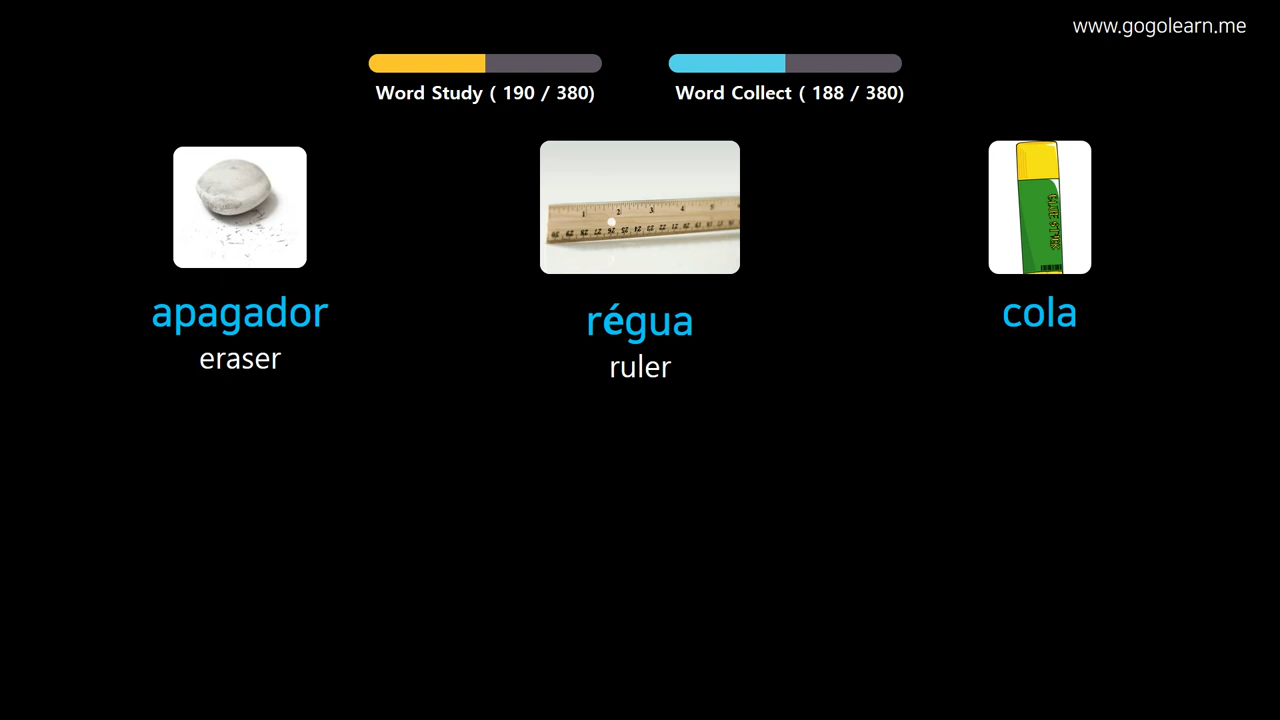 www.gogolearn.me
Word Study ( 190 / 380)
Word Collect ( 188 / 380)
apagador
eraser
régua
ruler
cola